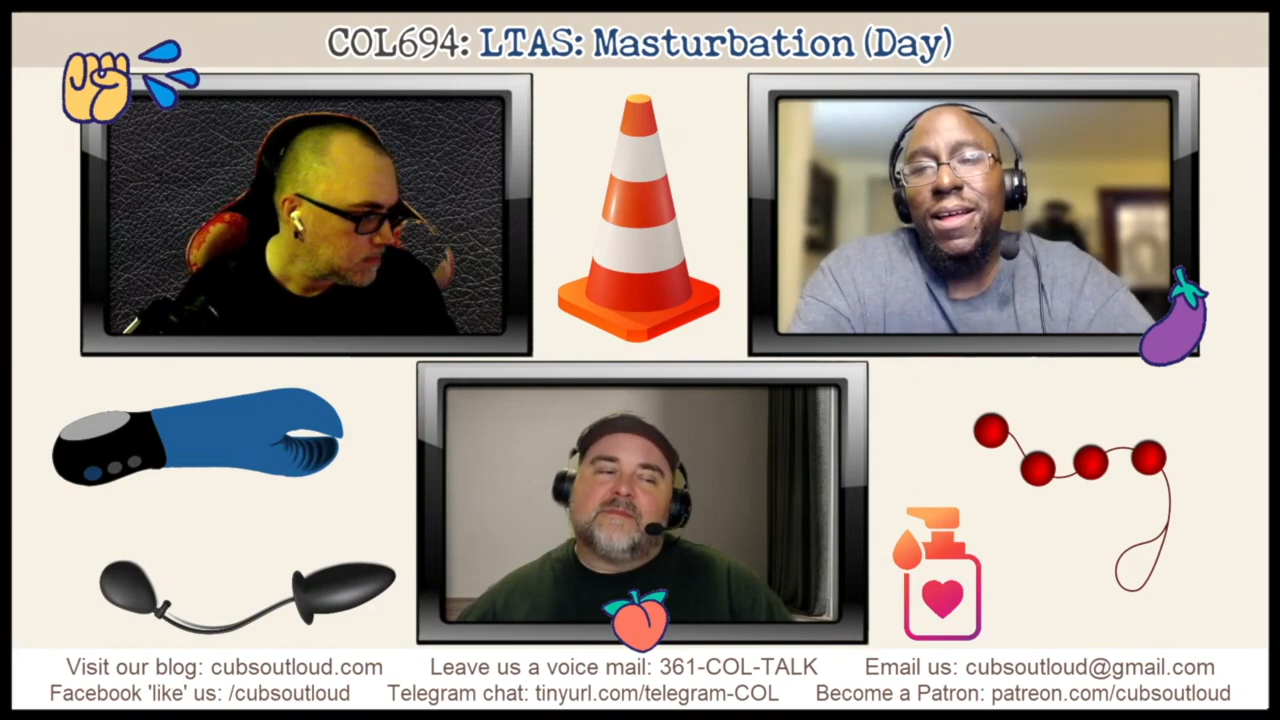 COL694: LTAS: Masturbation (Day)
Visit our blog: cubsoutloud.com Leave us a voice mail: 361-COL-TALK Email us: cubsoutloud@gmail.com
Facebook 'like' us: /cubsoutloud Telegram chat: tinyurl.com/telegram-COL Become a Patron: patreon.com/cubsoutloud